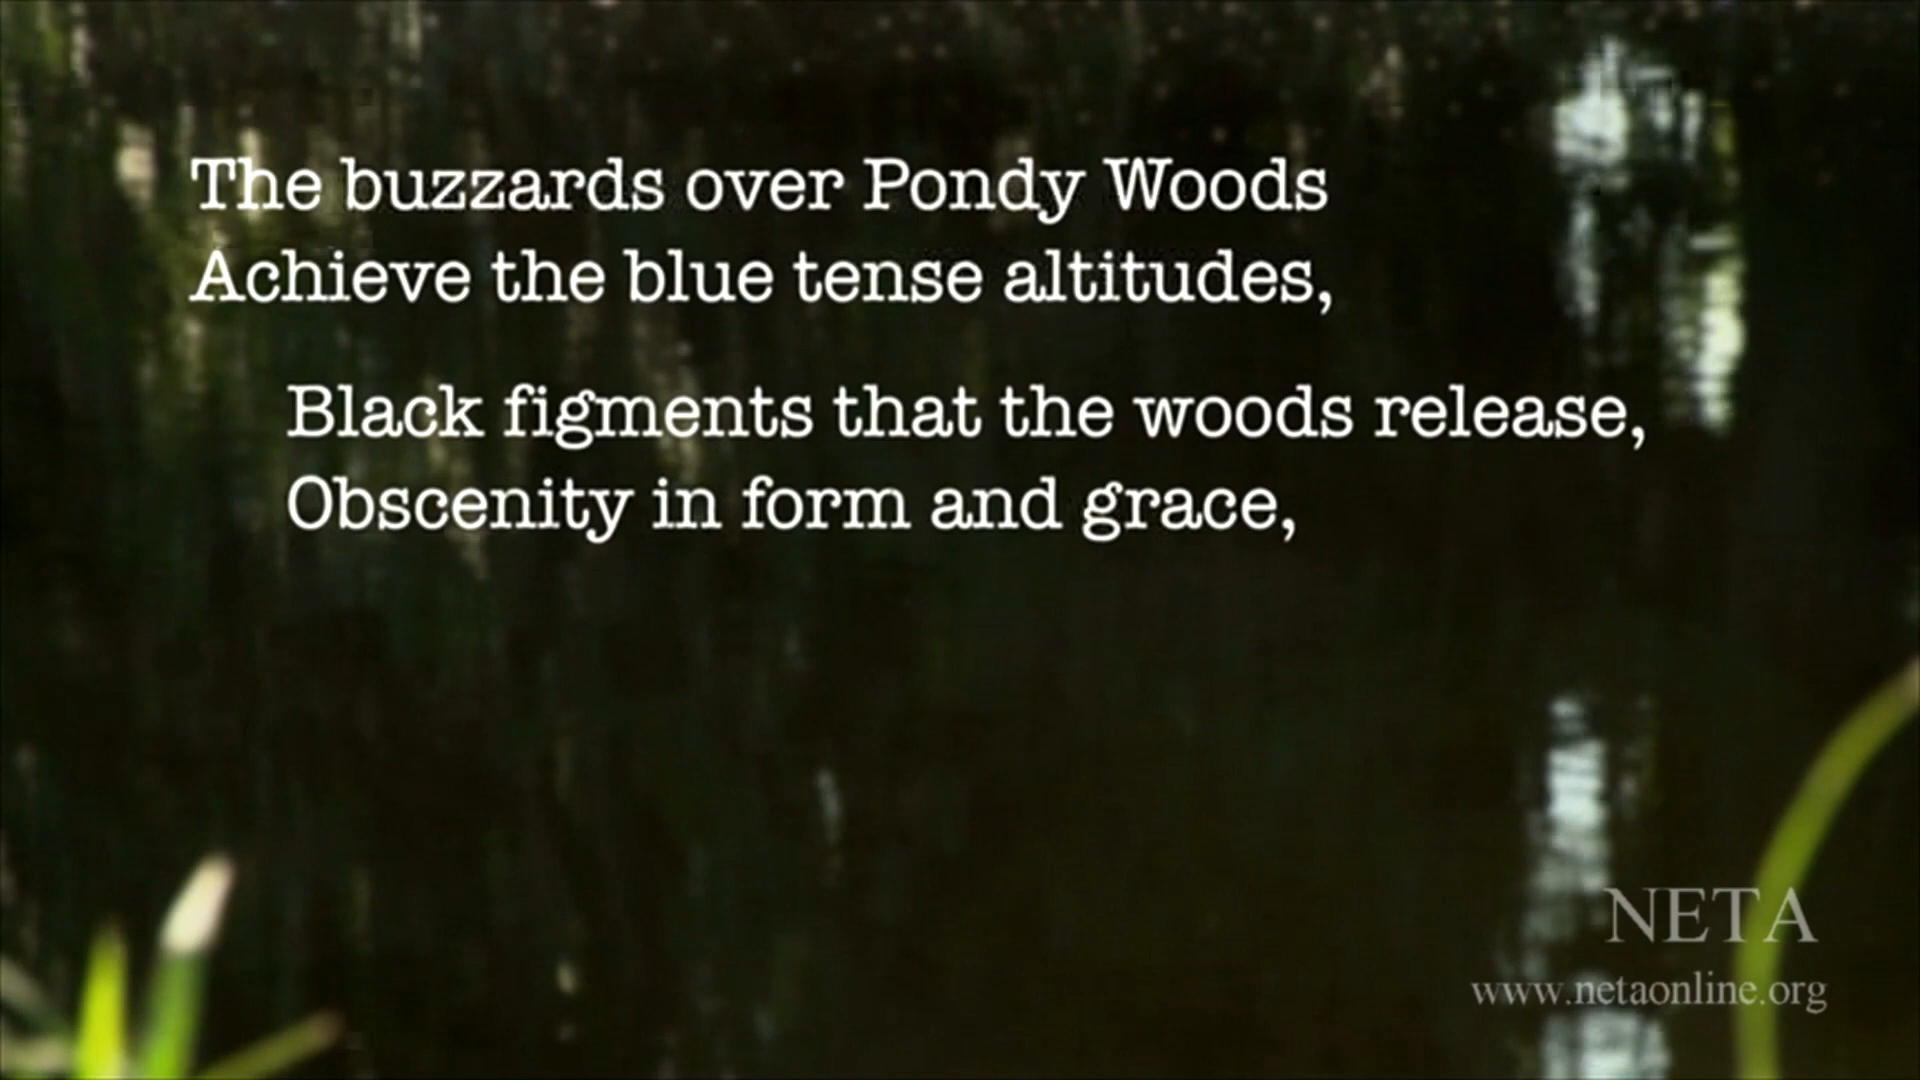 The buzzards over Pondy Woods
Achieve the blue tense altitudes,
Black figments that the woods release,
Obscenity in form and grace,
NETA
www.netaonline.org